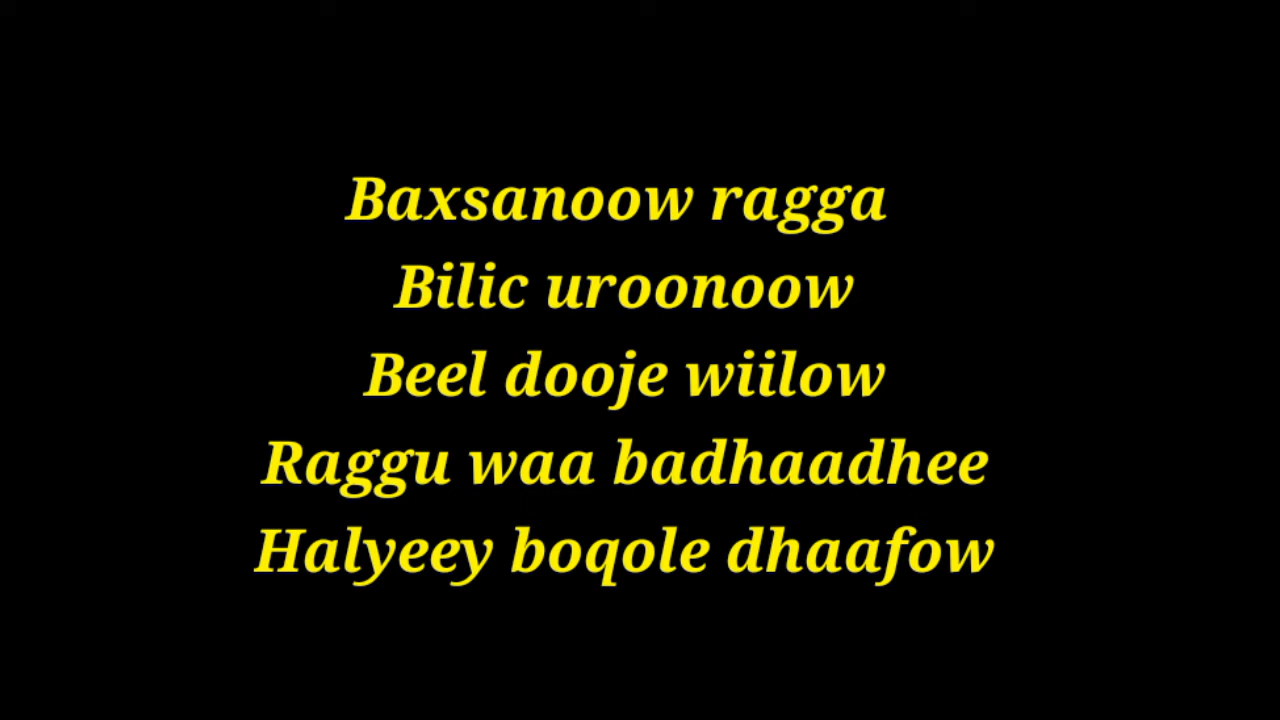 Baxsanoow ragga
Bilic uroonoow
Beel dooje wiilow
Raggu waa badhaadhee
Halyeey boqole dhaafow